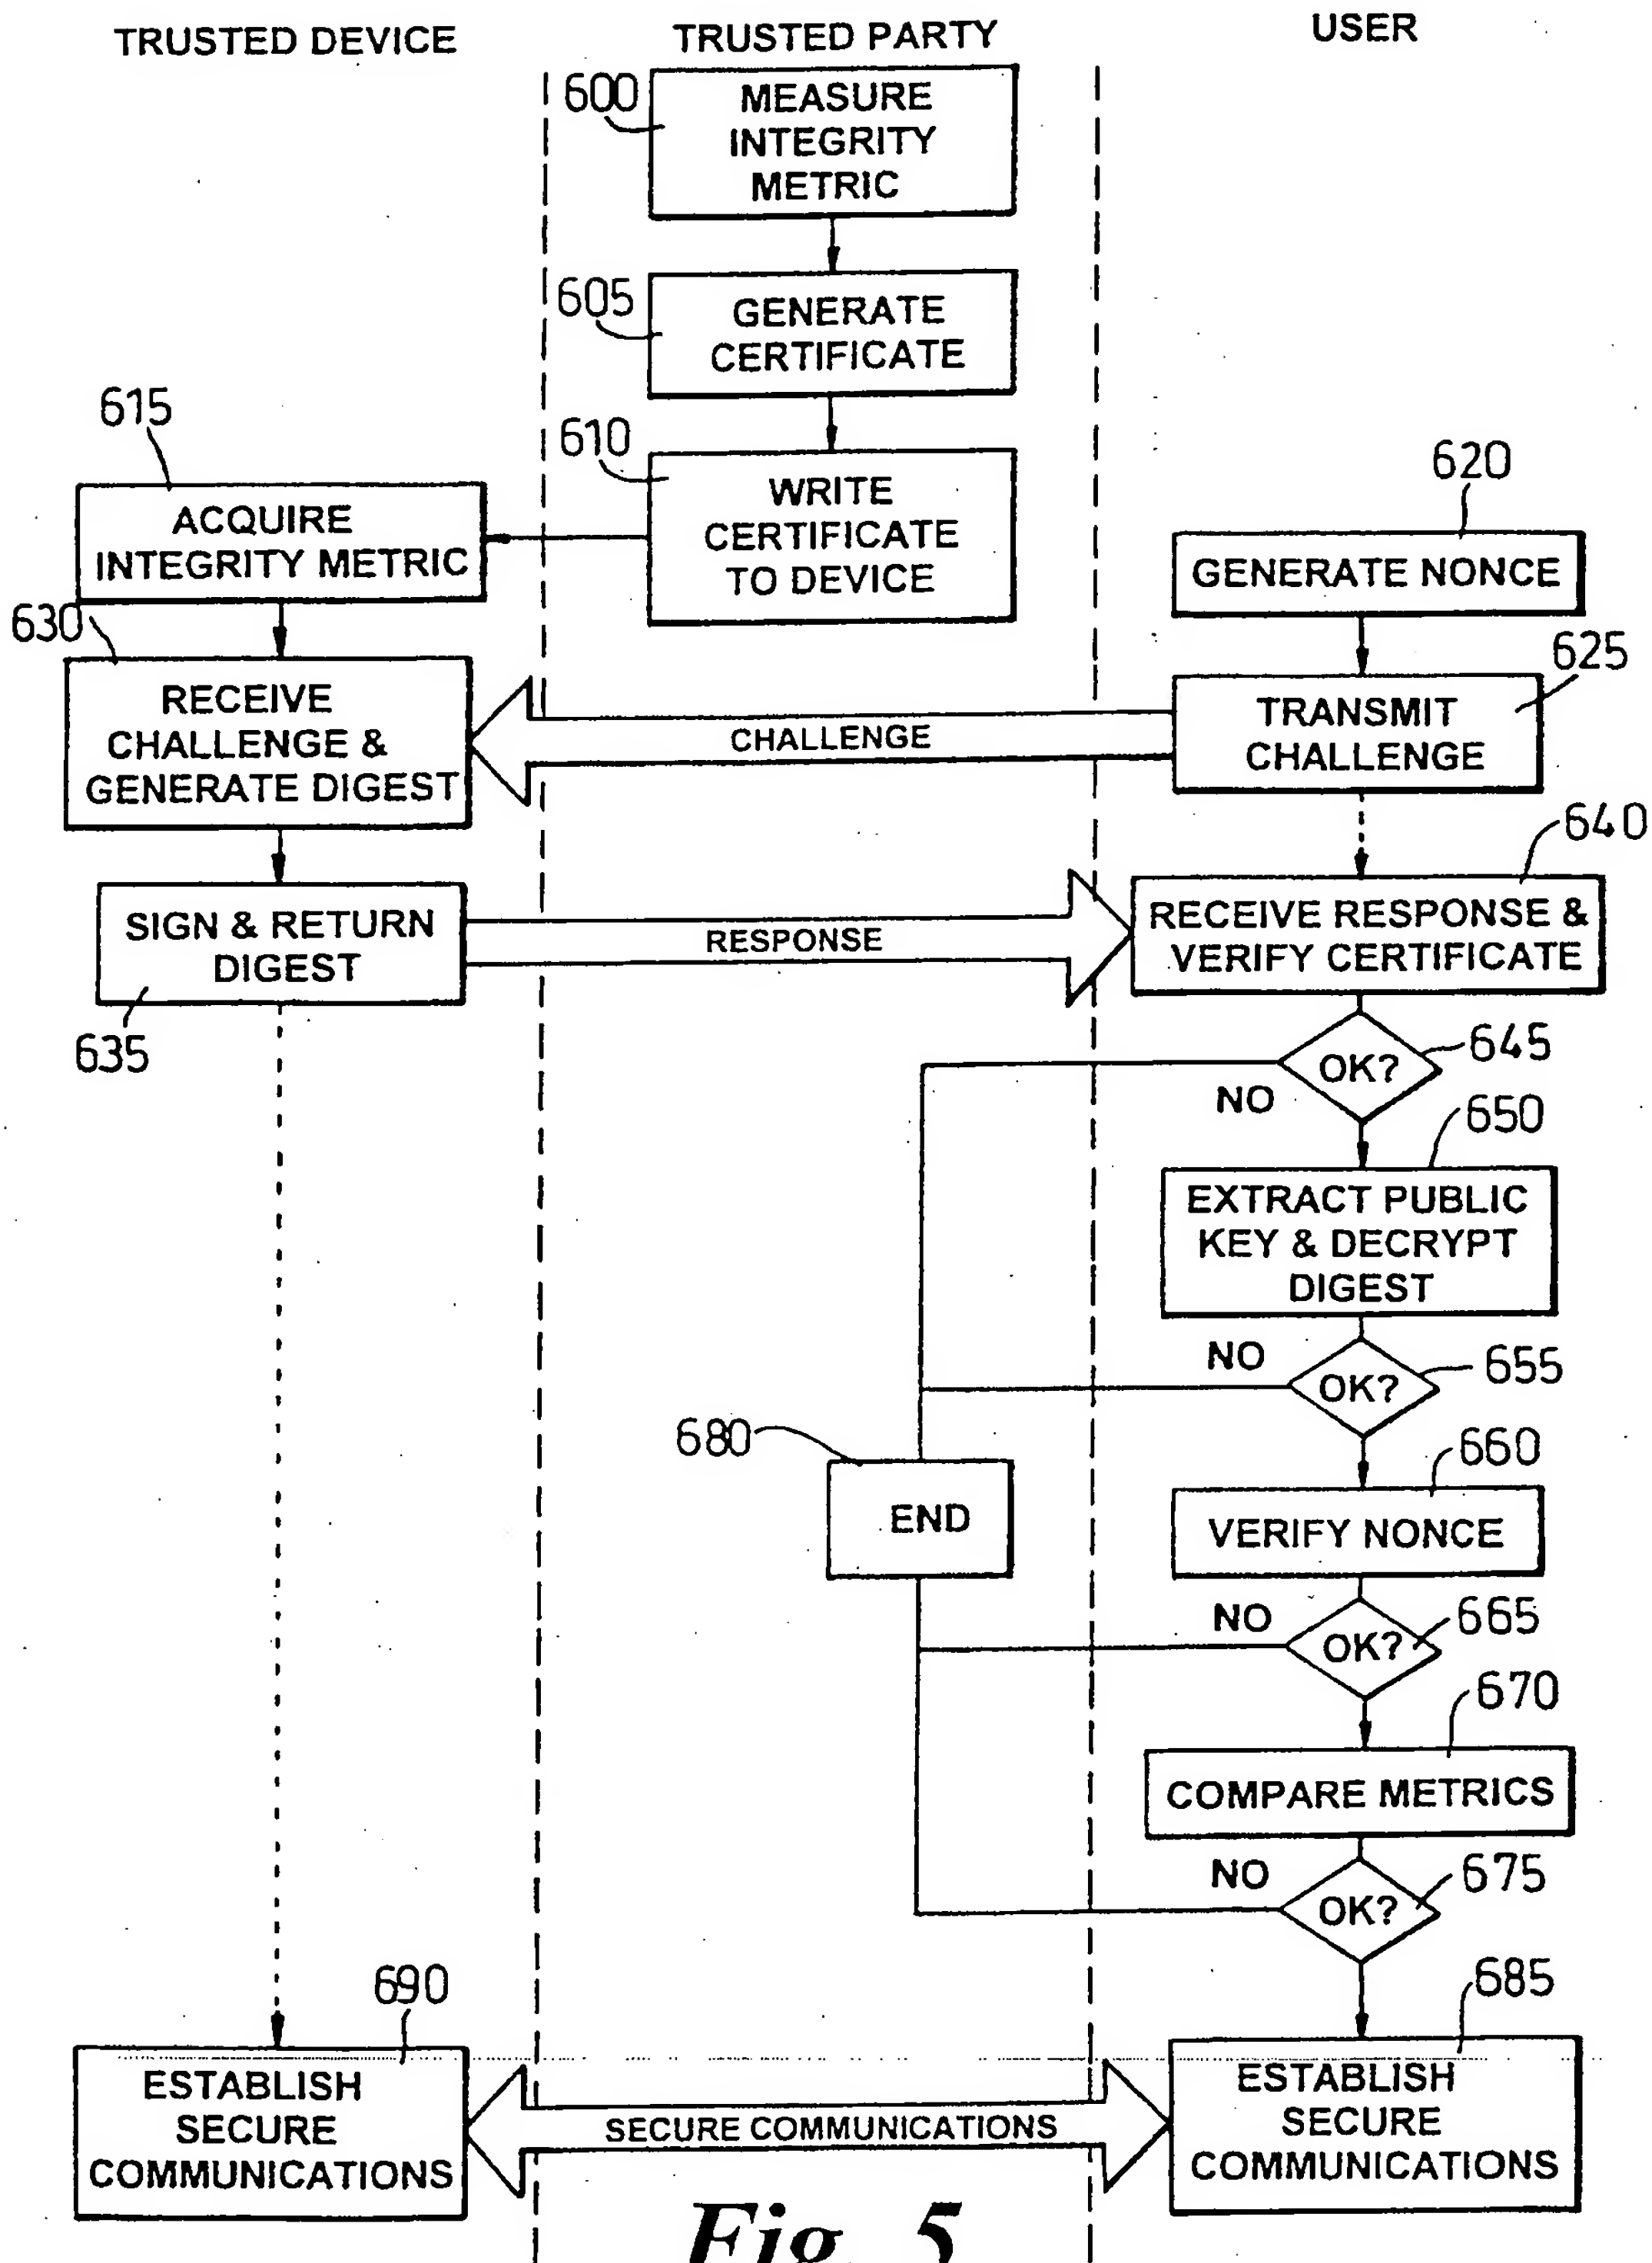 TRUSTED DEVICE
TRUSTED PARTY
USER
600
MEASURE
INTEGRITY
METRIC
605
GENERATE
CERTIFICATE
610
WRITE
CERTIFICATE
TO DEVICE
615
ACQUIRE
INTEGRITY METRIC
620
GENERATE NONCE
625
TRANSMIT
CHALLENGE
CHALLENGE
630
RECEIVE
CHALLENGE &
GENERATE DIGEST
SIGN & RETURN
DIGEST
635
RESPONSE
640
RECEIVE RESPONSE &
VERIFY CERTIFICATE
OK?
645
NO
650
EXTRACT PUBLIC
KEY & DECRYPT
DIGEST
NO
OK?
655
680
END
660
VERIFY NONCE
NO
OK?
665
670
COMPARE METRICS
NO
OK?
675
690
ESTABLISH
SECURE
COMMUNICATIONS
SECURE COMMUNICATIONS
685
ESTABLISH
SECURE
COMMUNICATIONS
Fig. 5